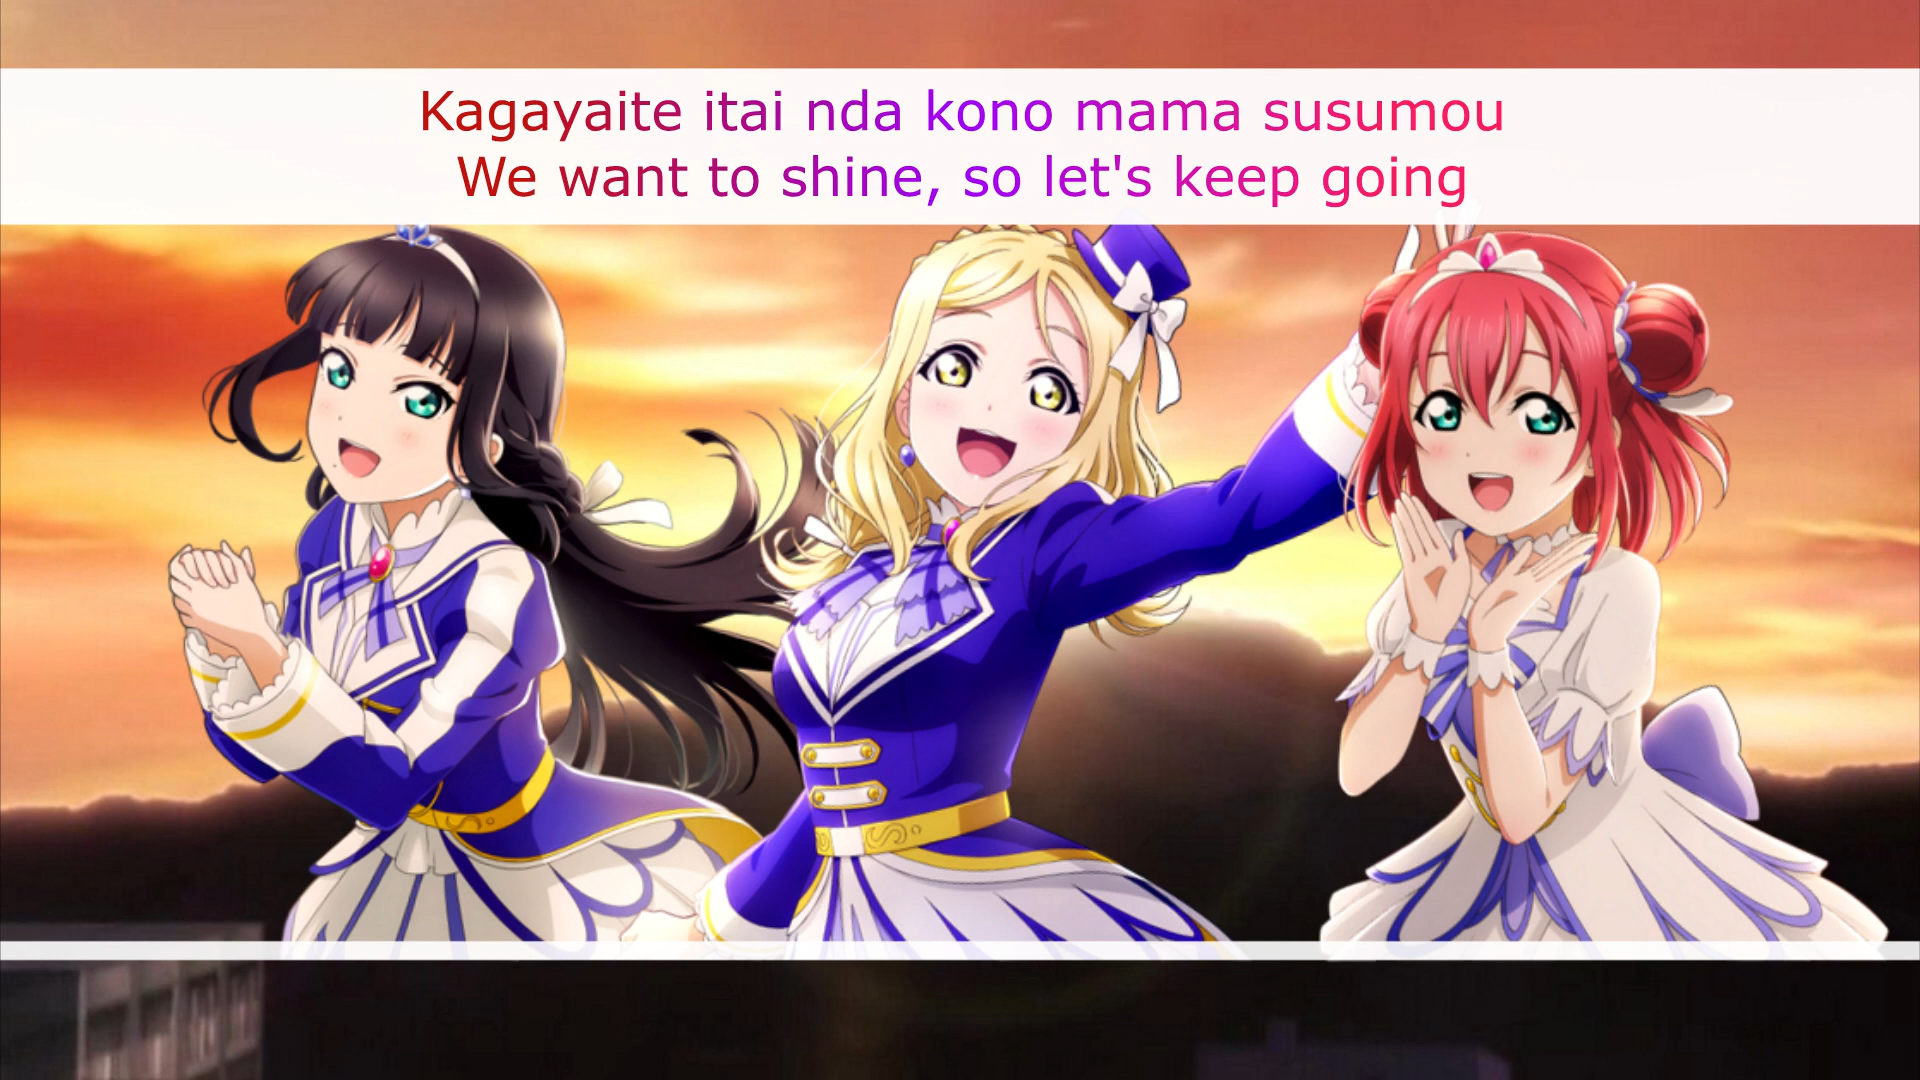 Kagayaite itai nda kono mama susumou
We want to shine, so let's keep going